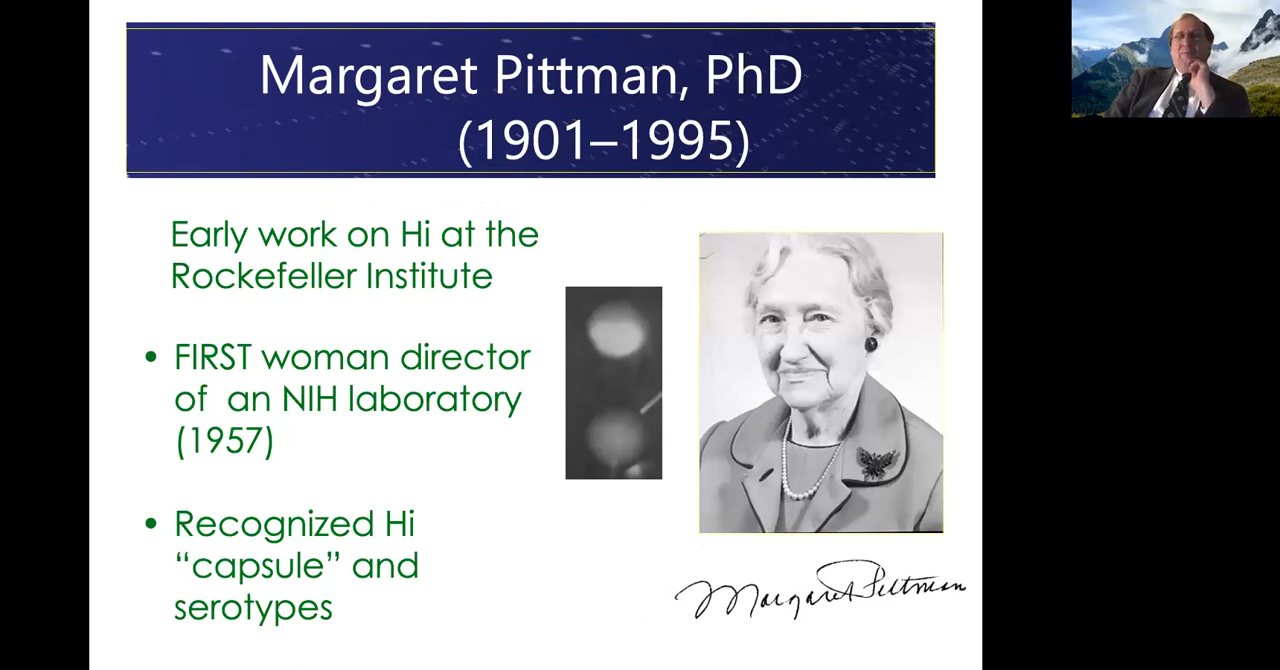 Margaret Pittman, PhD
(1901–1995)
Early work on Hi at the
Rockefeller Institute
• FIRST woman director
of an NIH laboratory
(1957)
• Recognized Hi
“capsule” and
serotypes
Margaret Pittman